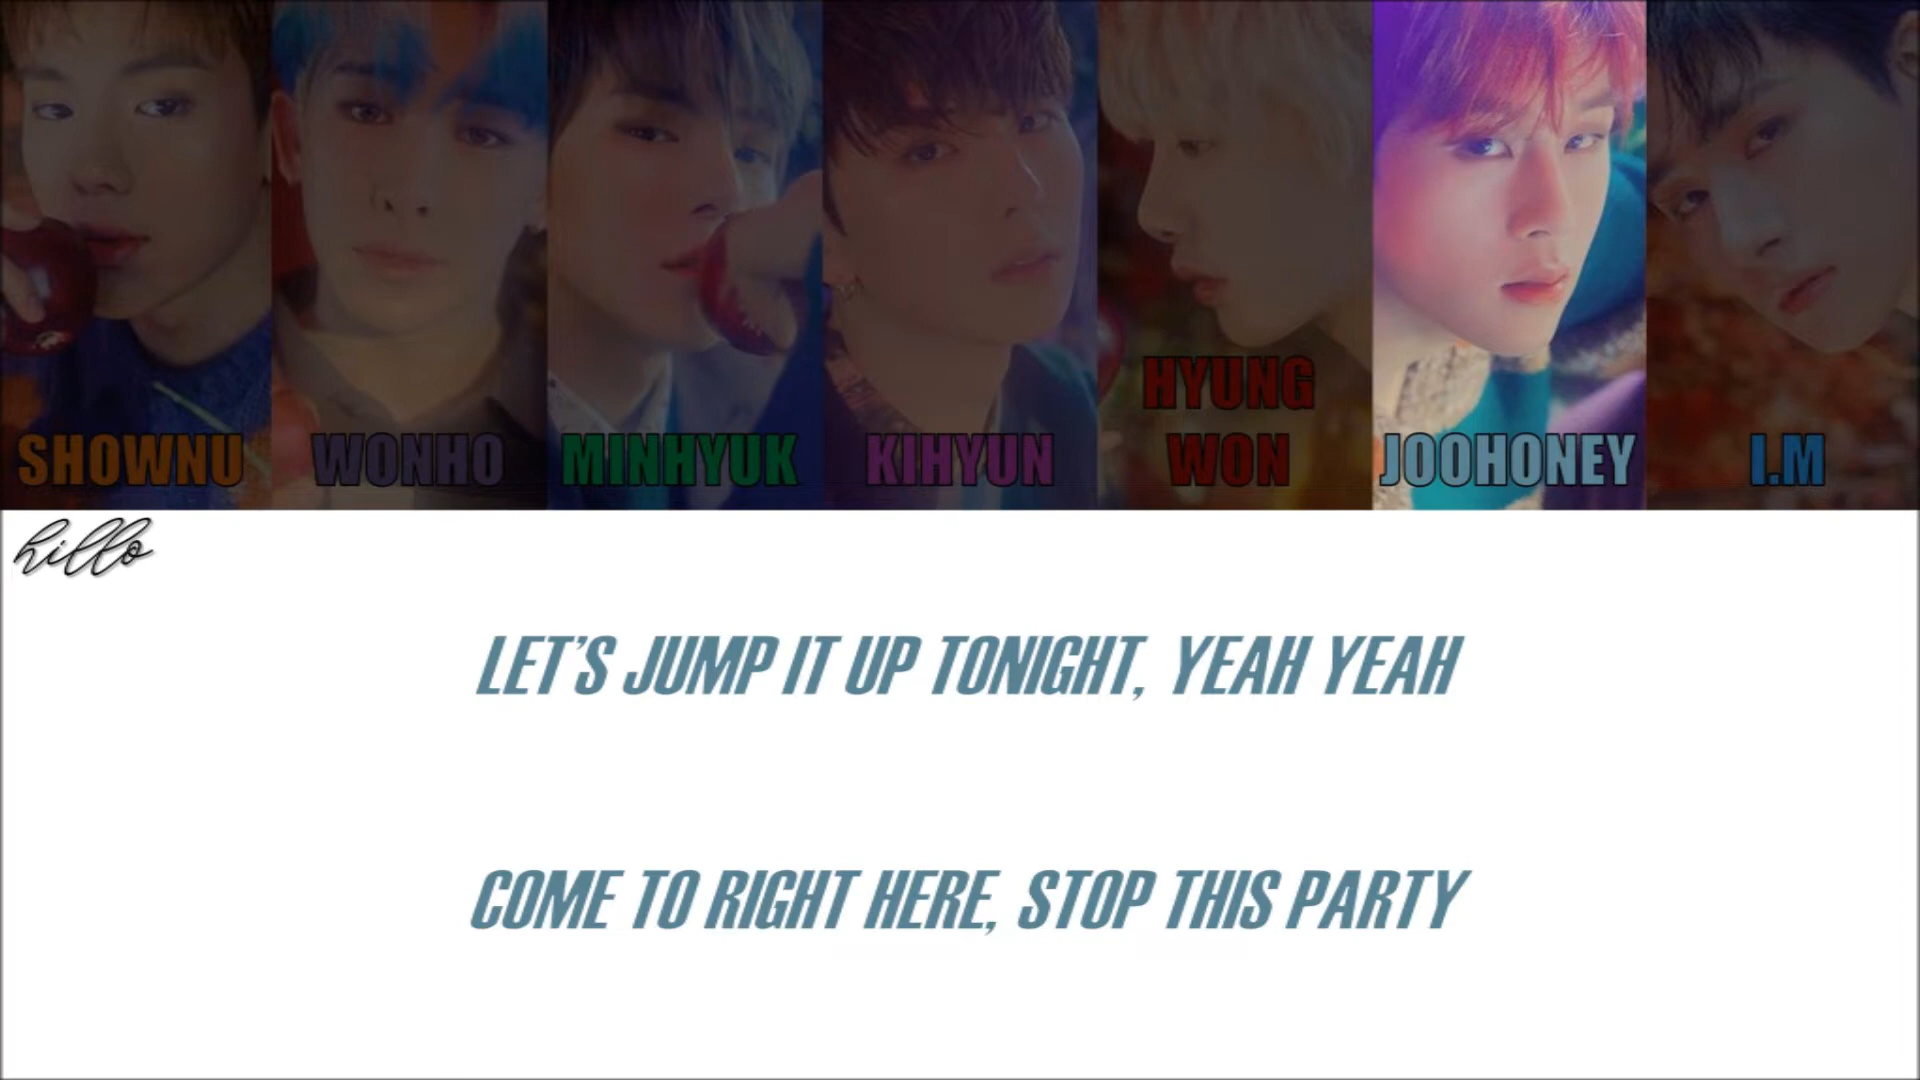 SHOWNU
WONHO
MINHYUK
KIHYUN
HYUNG
WON
JOOHONEY
I.M
hillo
LET'S JUMP IT UP TONIGHT, YEAH YEAH
COME TO RIGHT HERE, STOP THIS PARTY